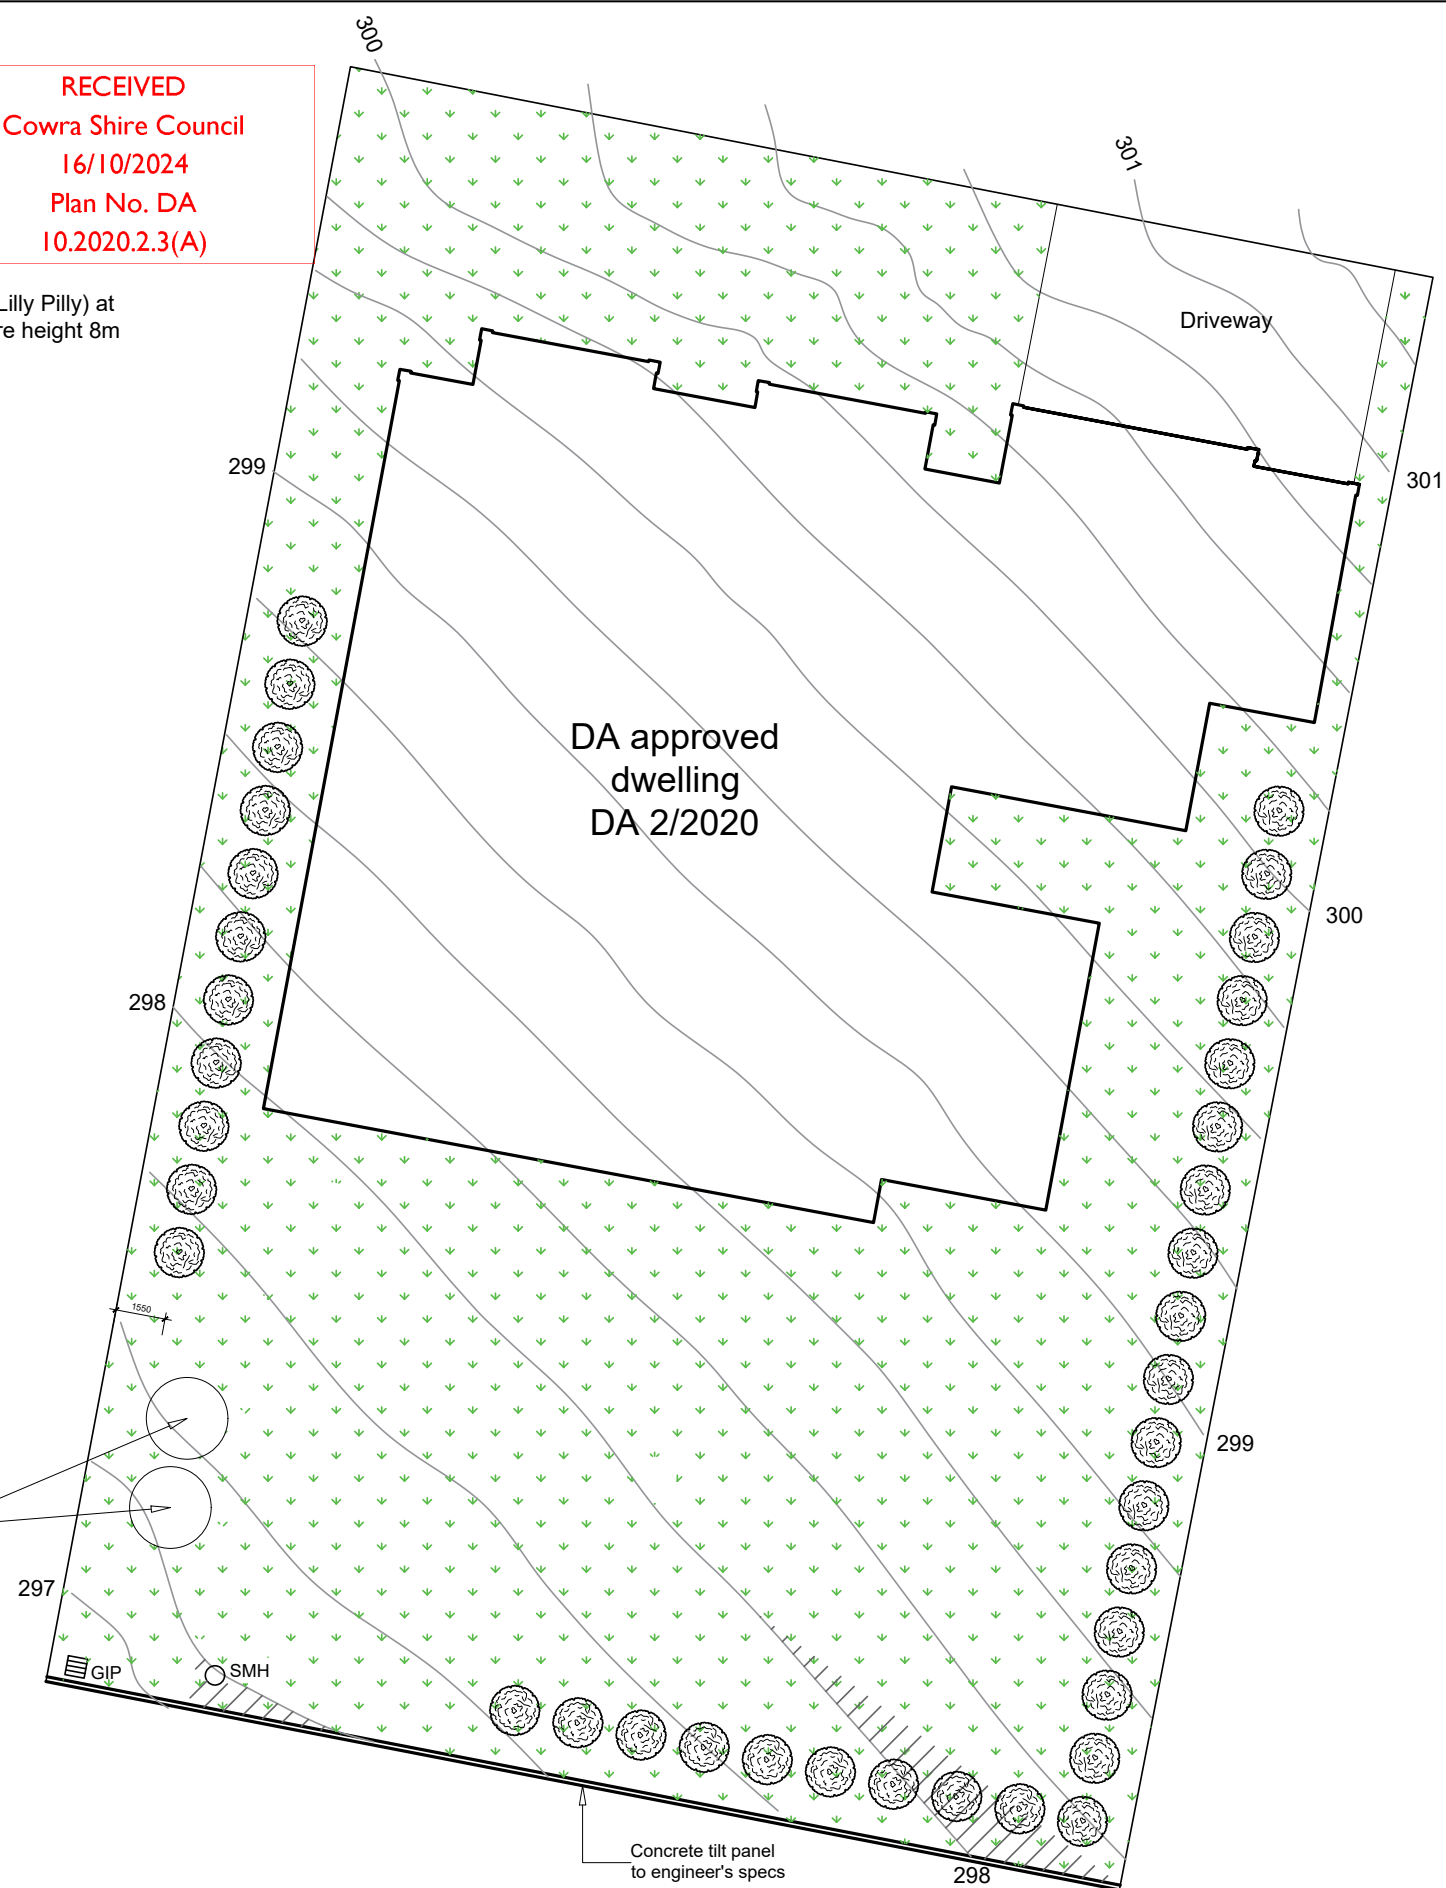 300
RECEIVED
Cowra Shire Council
16/10/2024
Plan No. DA
10.2020.2.3(A)
301
Lilly Pilly) at
re height 8m
Driveway
299
301
DA approved
dwelling
DA 2/2020
300
298
1550
299
297
GIP
SMH
Concrete tilt panel
to engineer's specs
298